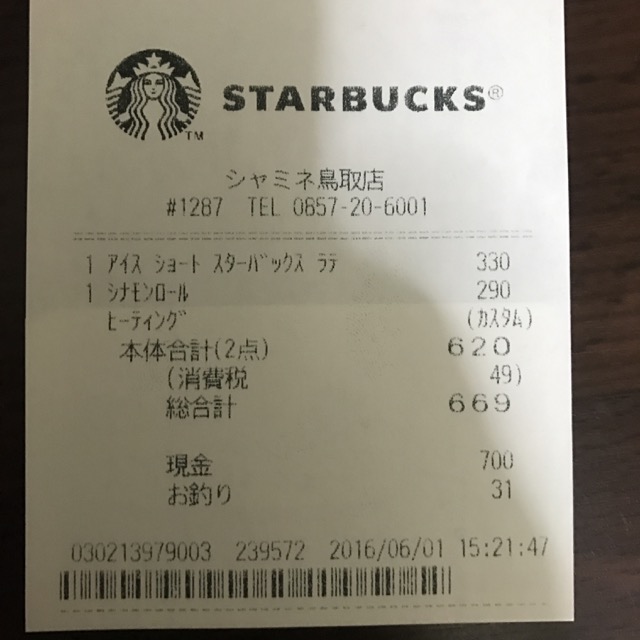 STARBUCKS®
TM
シャミネ鳥取店
#1287 TEL 0857-20-6001
1 アイス ショート スターバックス ラテ 330
1 シナモンロール 290
ヒーティング (カスタム)
本体合計(2点) 620
(消費税 49)
総合計 669
現金 700
お釣り 31
030213979003 239572 2016/06/01 15:21:47